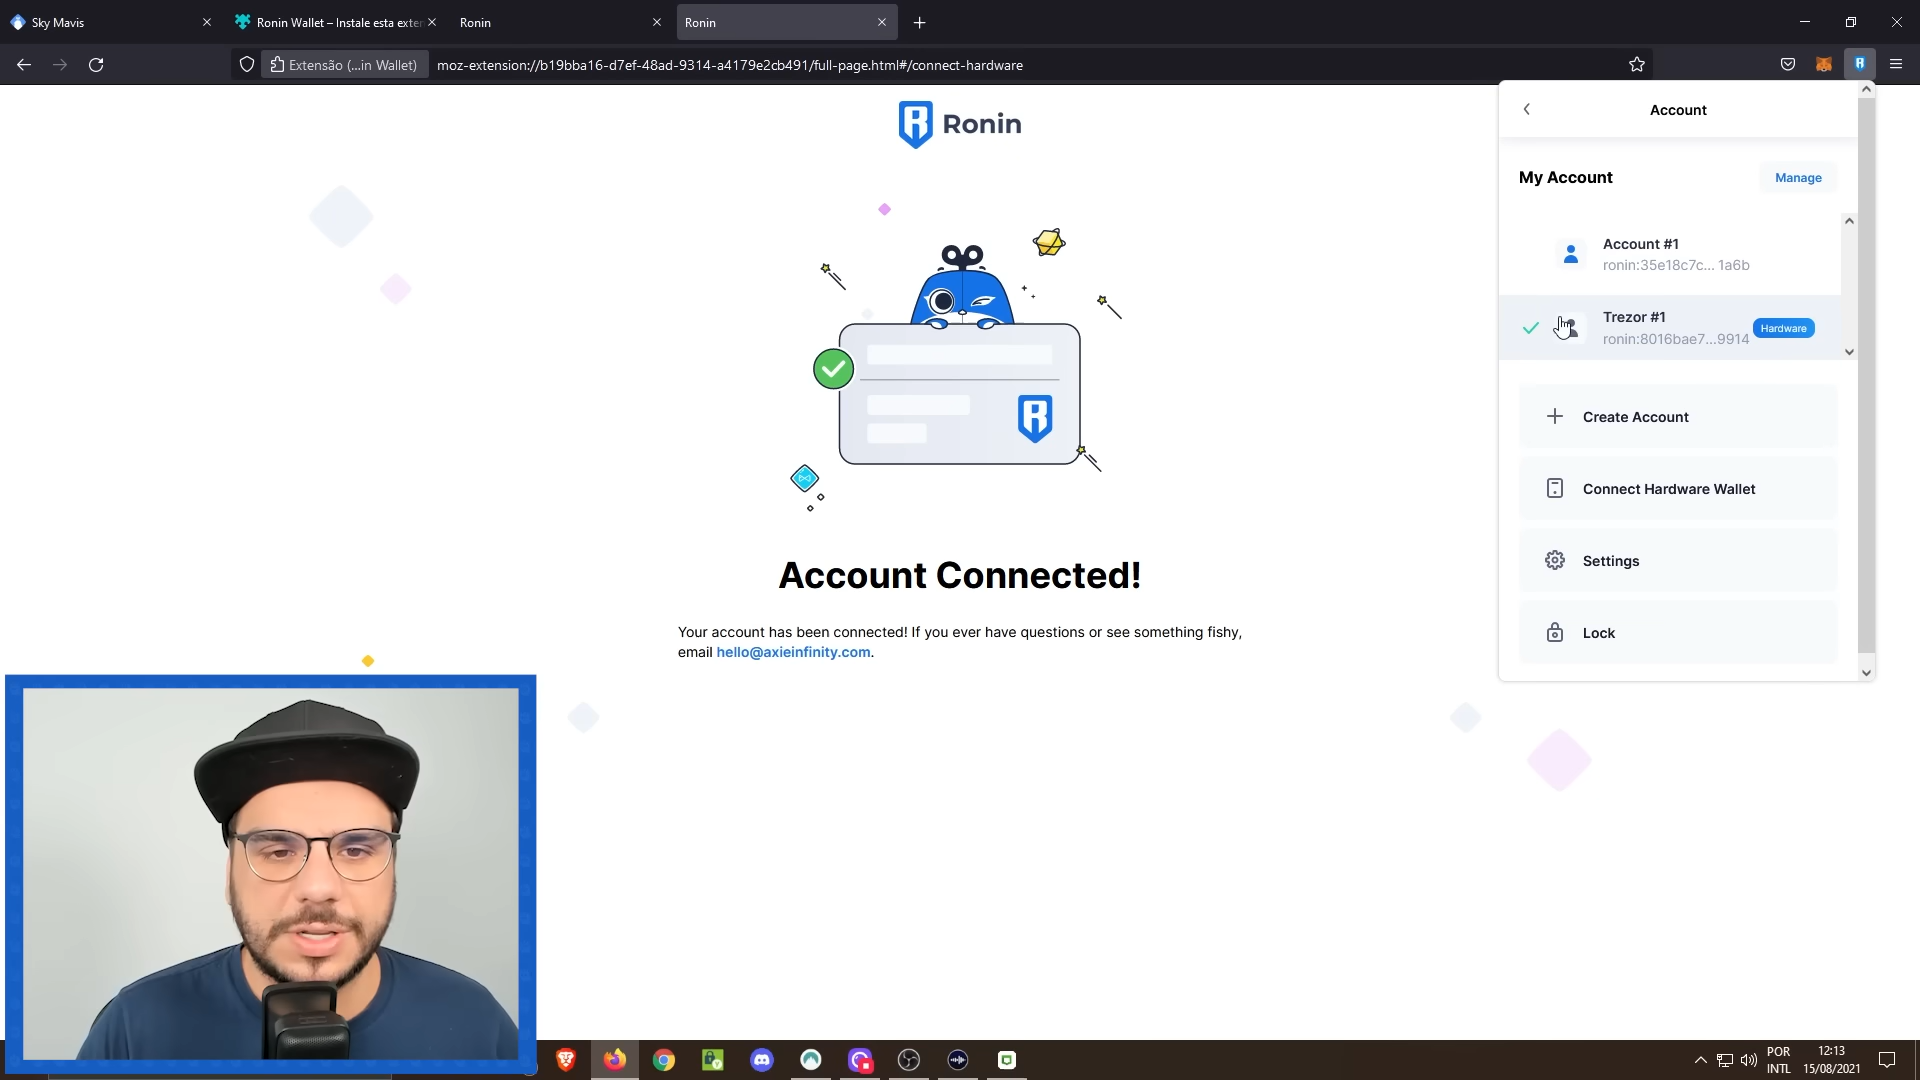 Sky Mavis
Ronin Wallet – Instale esta exten
Ronin
Ronin
Extensão (...in Wallet)
moz-extension://b19bba16-d7ef-48ad-9314-a4179e2cb491/full-page.html#/connect-hardware
Ronin
Account Connected!
Your account has been connected! If you ever have questions or see something fishy,
email hello@axieinfinity.com.
Account
My Account
Manage
Account #1
ronin:35e18c7c... 1a6b
Trezor #1
ronin:8016bae7...9914
Hardware
Create Account
Connect Hardware Wallet
Settings
Lock
POR
INTL
12:13
15/08/2021